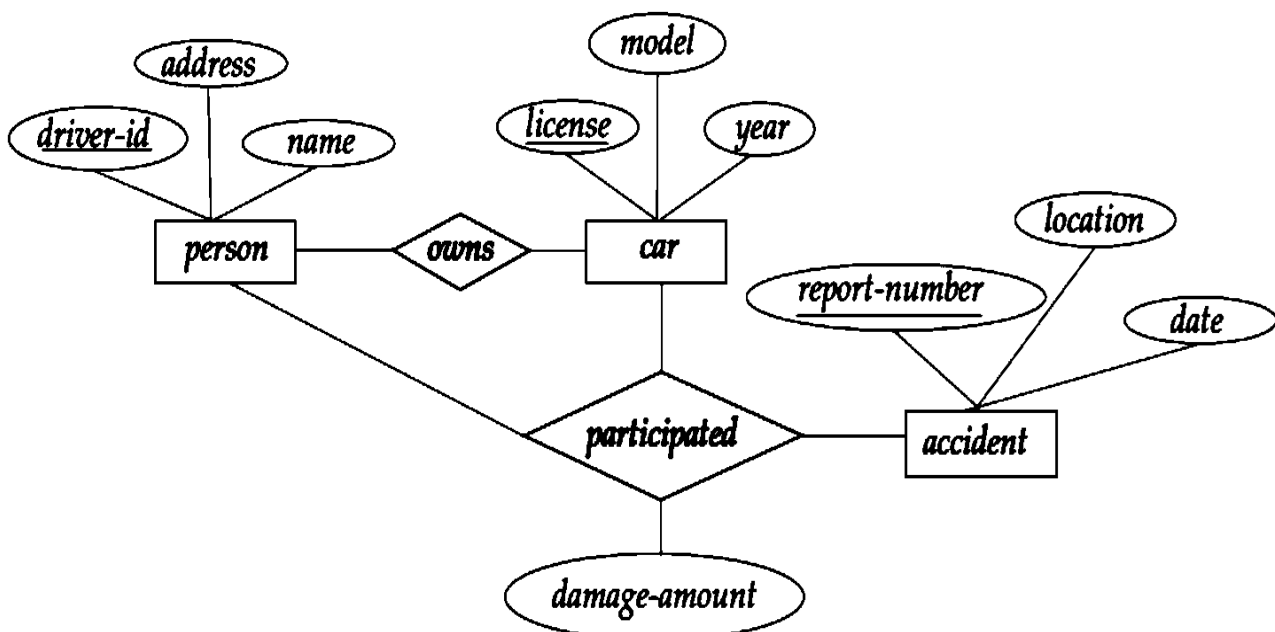 model
address
license
year
driver-id
name
location
person
owns
car
report-number
date
participated
accident
damage-amount